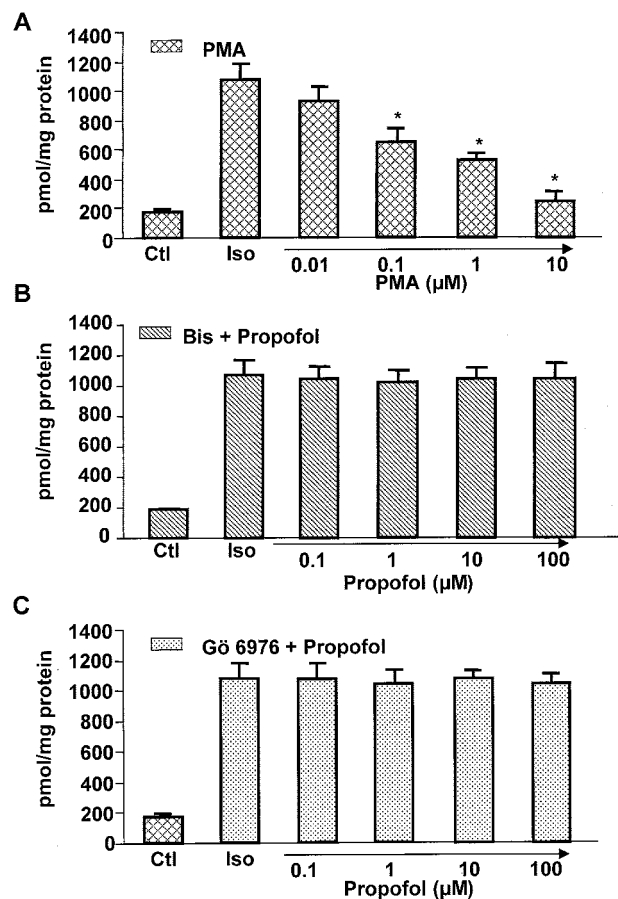 A
PMA
pmol/mg protein
1400
1200
1000
800
600
400
200
0
*
*
*
Ctl Iso 0.01 0.1 1 10
PMA (µM)
B
Bis + Propofol
pmol/mg protein
1400
1200
1000
800
600
400
200
0
Ctl Iso 0.1 1 10 100
Propofol (µM)
C
Gö 6976 + Propofol
pmol/mg protein
1400
1200
1000
800
600
400
200
0
Ctl Iso 0.1 1 10 100
Propofol (µM)